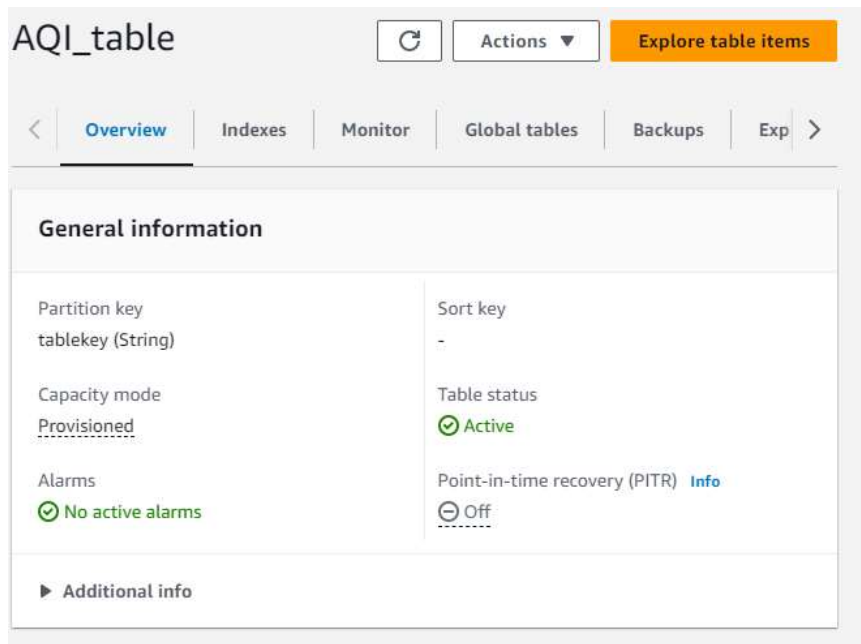 AQI_table
Actions
Explore table items
Overview
Indexes
Monitor
Global tables
Backups
Exp
General information
Partition key
tablekey (String)
Sort key
-
Capacity mode
Provisioned
Table status
Active
Alarms
No active alarms
Point-in-time recovery (PITR) Info
Off
Additional info